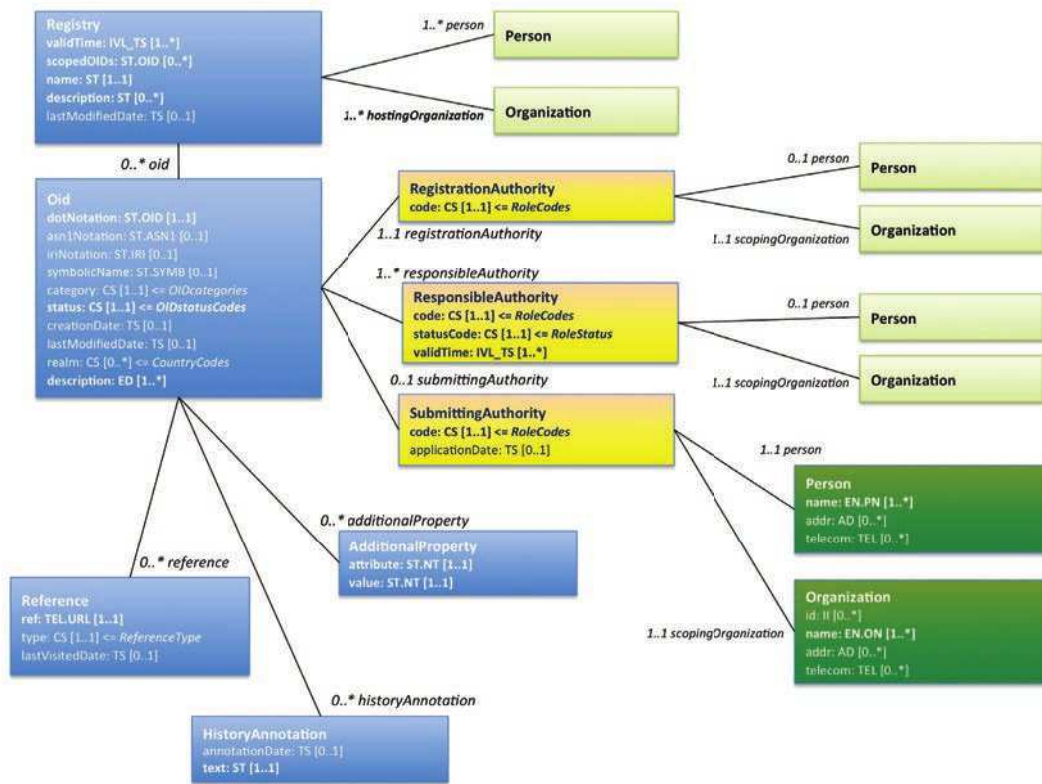 Registry
validTime: IVL_TS [1..*]
scopedOIDs: ST.OID [0..*]
name: ST [1..1]
description: ST [0..*]
lastModifiedDate: TS [0..1]
1..* person
Person
1..* hostingOrganization
Organization
0..* oid
Oid
dotNotation: ST.OID [1..1]
asn1Notation: ST.ASN1 [0..1]
iriNotation: ST.IRI [0..1]
symbolicName: ST.SYMB [0..1]
category: CS [1..1] <= OIDcategories
status: CS [1..1] <= OIDstatusCodes
creationDate: TS [0..1]
lastModifiedDate: TS [0..1]
realm: CS [0..*] <= CountryCodes
description: ED [1..*]
RegistrationAuthority
code: CS [1..1] <= RoleCodes
1..1 registrationAuthority
0..1 person
Person
1..1 scopingOrganization
Organization
1..* responsibleAuthority
ResponsibleAuthority
code: CS [1..1] <= RoleCodes
statusCode: CS [1..1] <= RoleStatus
validTime: IVL_TS [1..*]
0..1 person
Person
1..1 scopingOrganization
Organization
0..1 submittingAuthority
SubmittingAuthority
code: CS [1..1] <= RoleCodes
applicationDate: TS [0..1]
1..1 person
Person
name: EN.PN [1..*]
addr: AD [0..*]
telecom: TEL [0..*]
1..1 scopingOrganization
Organization
id: II [0..*]
name: EN.ON [1..*]
addr: AD [0..*]
telecom: TEL [0..*]
0..* additionalProperty
AdditionalProperty
attribute: ST.NT [1..1]
value: ST.NT [1..1]
0..* reference
Reference
ref: TEL.URL [1..1]
type: CS [1..1] <= ReferenceType
lastVisitedDate: TS [0..1]
0..* historyAnnotation
HistoryAnnotation
annotationDate: TS [0..1]
text: ST [1..1]